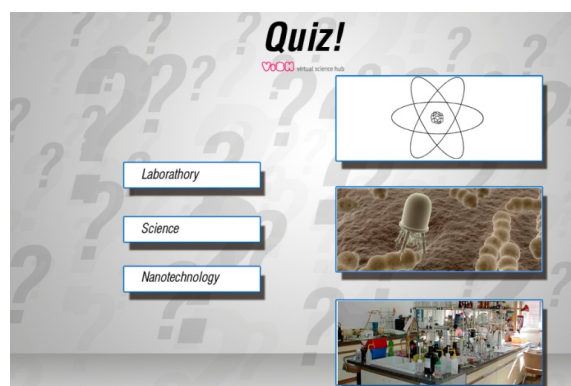 Quiz!
ViSH virtual science hub
Laborathory
Science
Nanotechnology